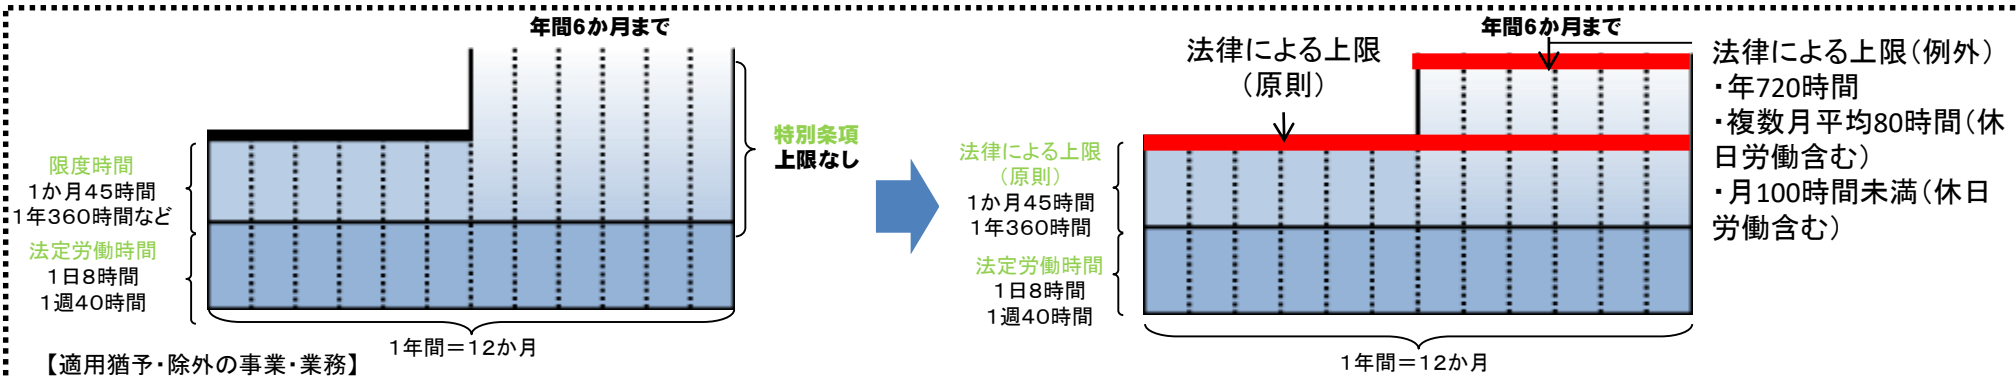 年間6か月まで
特別条項
上限なし
限度時間
1か月45時間
1年360時間など
法定労働時間
1日8時間
1週40時間
1年間＝12か月
【適用猶予・除外の事業・業務】
年間6か月まで
法律による上限
（原則）
法律による上限（例外）
・年720時間
・複数月平均80時間（休
日労働含む）
・月100時間未満（休日
労働含む）
法律による上限
（原則）
1か月45時間
1年360時間
法定労働時間
1日8時間
1週40時間
1年間＝12か月